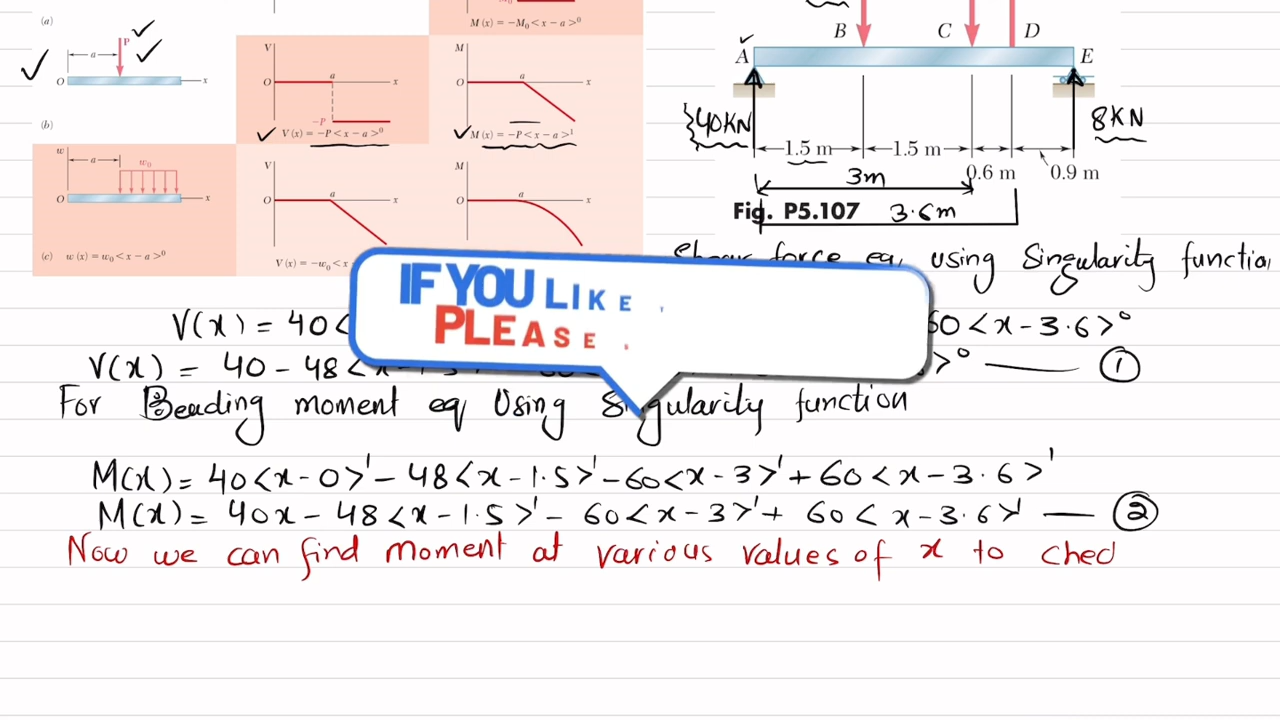 (a)
M(x) = −M₀<x − a>⁰
P
a
O
x
(b)
V
O
a
x
−P
V(x) = −P<x − a>⁰
M
O
a
x
M(x) = −P<x − a>¹
w
a
w₀
O
x
(c) w(x) = w₀<x − a>⁰
V
O
a
x
V(x) = −w₀<x
M
O
a
x
B C D
A E
40KN
8KN
1.5 m 1.5 m 0.6 m 0.9 m
3m
Fig. P5.107 3.6m
Shear force eq using Singularity function
IF YOU LIKE
PLEASE
V(x) = 40< 60<x-3.6>⁰
V(x) = 40 - 48< >⁰ — ①
For Bending moment eq Using Singularity function
M(x) = 40<x-0>¹ - 48<x-1.5>¹ - 60<x-3>¹ + 60<x-3.6>¹
M(x) = 40x - 48<x-1.5>¹ - 60<x-3>¹ + 60<x-3.6>¹ — ②
Now we can find moment at various values of x to chec